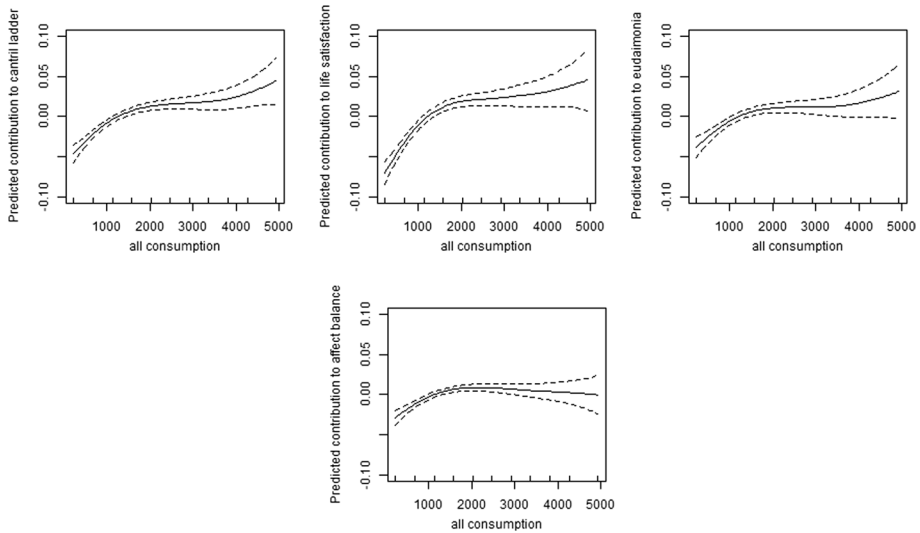 Predicted contribution to cantril ladder
0.10
0.05
0.00
-0.10
1000 2000 3000 4000 5000
all consumption
Predicted contribution to life satisfaction
0.10
0.05
0.00
-0.10
1000 2000 3000 4000 5000
all consumption
Predicted contribution to eudaimonia
0.10
0.05
0.00
-0.10
1000 2000 3000 4000 5000
all consumption
Predicted contribution to affect balance
0.10
0.05
0.00
-0.10
1000 2000 3000 4000 5000
all consumption